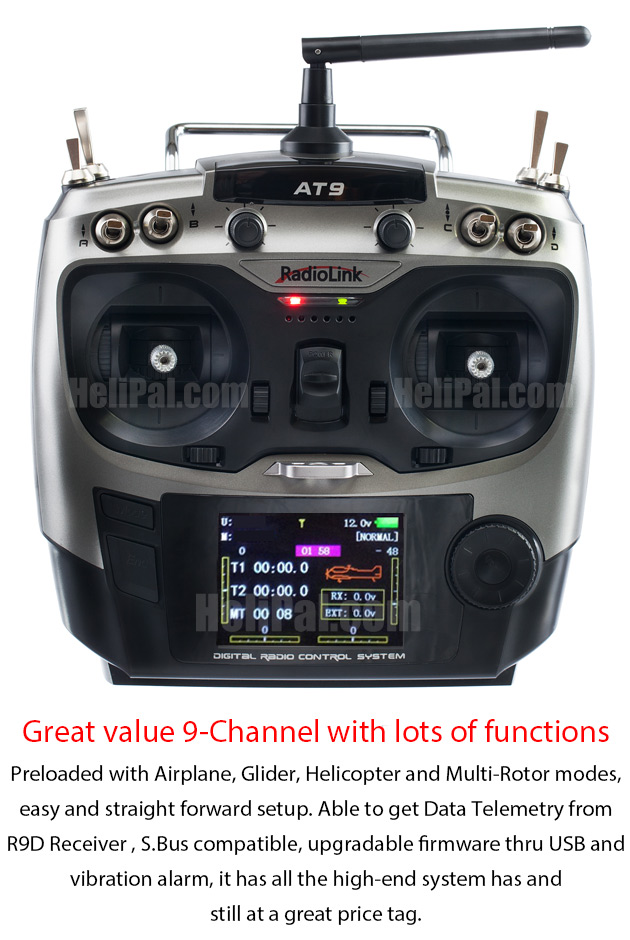 AT9
A
B
C
D
RadioLink
HeliPal.com HeliPal.com
U: 12.0v
M: [NORMAL]
0 01 58 - 48
T1 00:00.0
T2 00:00.0 RX: 0.0v
MT 00 08 EXT: 0.0v
HeliPal.com
0 0
DIGITAL RADIO CONTROL SYSTEM
Great value 9-Channel with lots of functions
Preloaded with Airplane, Glider, Helicopter and Multi-Rotor modes,
easy and straight forward setup. Able to get Data Telemetry from
R9D Receiver , S.Bus compatible, upgradable firmware thru USB and
vibration alarm, it has all the high-end system has and
still at a great price tag.